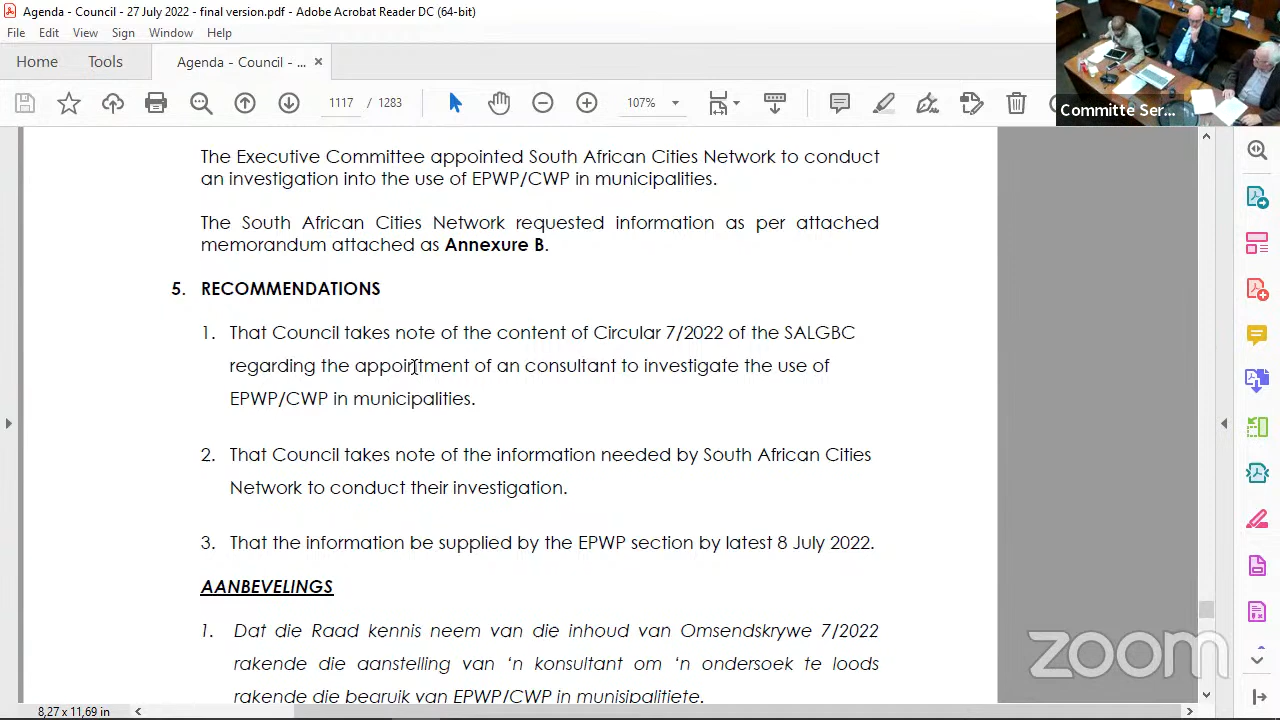 Agenda - Council - 27 July 2022 - final version.pdf - Adobe Acrobat Reader DC (64-bit)
File Edit View Sign Window Help
Home Tools Agenda - Council - ... ×
1117 / 1283 107%
Committe Ser...
The Executive Committee appointed South African Cities Network to conduct
an investigation into the use of EPWP/CWP in municipalities.
The South African Cities Network requested information as per attached
memorandum attached as Annexure B.
5. RECOMMENDATIONS
1. That Council takes note of the content of Circular 7/2022 of the SALGBC
regarding the appointment of an consultant to investigate the use of
EPWP/CWP in municipalities.
2. That Council takes note of the information needed by South African Cities
Network to conduct their investigation.
3. That the information be supplied by the EPWP section by latest 8 July 2022.
AANBEVELINGS
1. Dat die Raad kennis neem van die inhoud van Omsendskrywe 7/2022
rakende die aanstelling van ‘n konsultant om ‘n ondersoek te loods
rakende die begruik van EPWP/CWP in munisipalitiete.
zoom
8,27 x 11,69 in